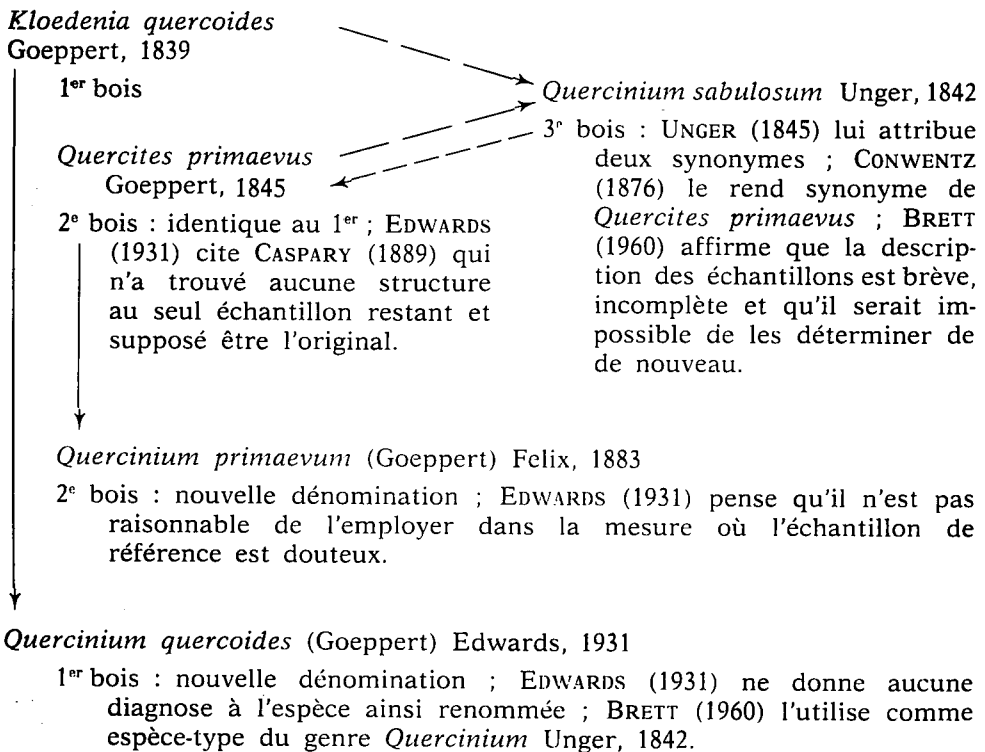 Kloedenia quercoides
Goeppert, 1839
1er bois
Quercinium sabulosum Unger, 1842
3e bois : UNGER (1845) lui attribue
deux synonymes ; CONWENTZ
(1876) le rend synonyme de
Quercites primaevus ; BRETT
(1960) affirme que la descrip-
tion des échantillons est brève,
incomplète et qu'il serait im-
possible de les déterminer de
de nouveau.
Quercites primaevus
Goeppert, 1845
2e bois : identique au 1er ; EDWARDS
(1931) cite CASPARY (1889) qui
n'a trouvé aucune structure
au seul échantillon restant et
supposé être l'original.
Quercinium primaevum (Goeppert) Felix, 1883
2e bois : nouvelle dénomination ; EDWARDS (1931) pense qu'il n'est pas
raisonnable de l'employer dans la mesure où l'échantillon de
référence est douteux.
Quercinium quercoides (Goeppert) Edwards, 1931
1er bois : nouvelle dénomination ; EDWARDS (1931) ne donne aucune
diagnose à l'espèce ainsi renommée ; BRETT (1960) l'utilise comme
espèce-type du genre Quercinium Unger, 1842.